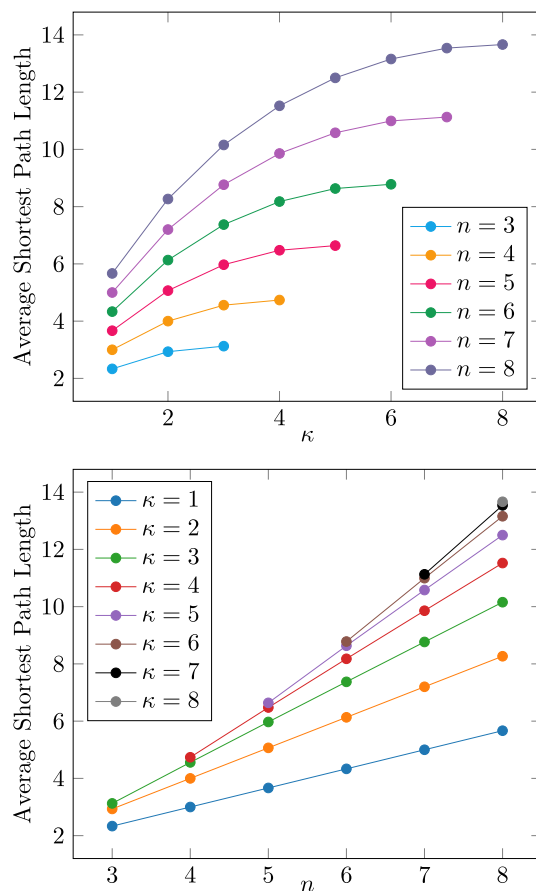 14
12
10
8
6
4
2
Average Shortest Path Length
n = 3
n = 4
n = 5
n = 6
n = 7
n = 8
2 4 6 8
κ
14
12
10
8
6
4
2
Average Shortest Path Length
κ = 1
κ = 2
κ = 3
κ = 4
κ = 5
κ = 6
κ = 7
κ = 8
3 4 5 6 7 8
n